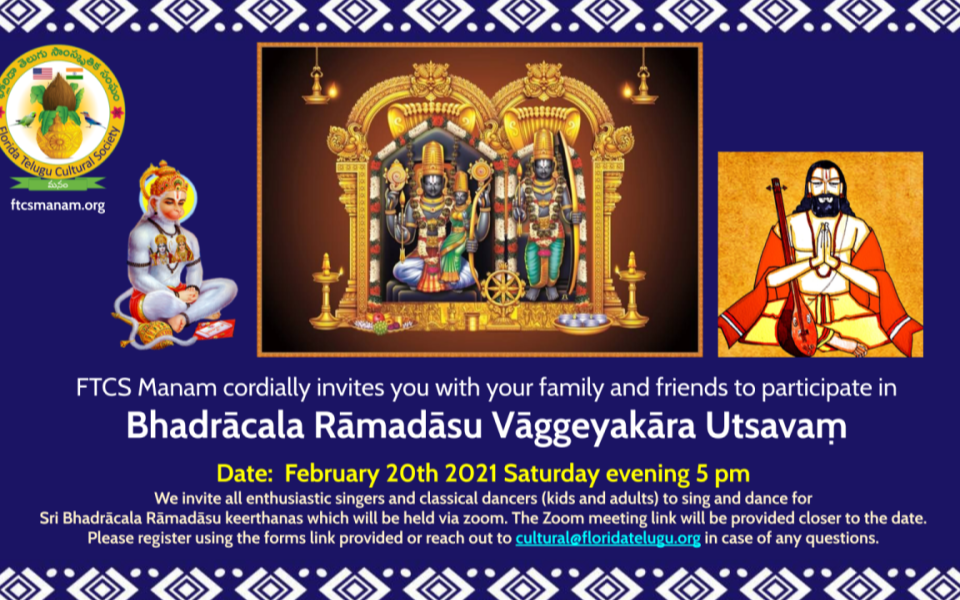 ఫ్లోరిడా తెలుగు సాంస్కృతిక సంఘం
Florida Telugu Cultural Society
మనం
ftcsmanam.org
FTCS Manam cordially invites you with your family and friends to participate in
Bhadrācala Rāmadāsu Vāggeyakāra Utsavaṃ
Date: February 20th 2021 Saturday evening 5 pm
We invite all enthusiastic singers and classical dancers (kids and adults) to sing and dance for
Sri Bhadrācala Rāmadāsu keerthanas which will be held via zoom. The Zoom meeting link will be provided closer to the date.
Please register using the forms link provided or reach out to cultural@floridatelugu.org in case of any questions.